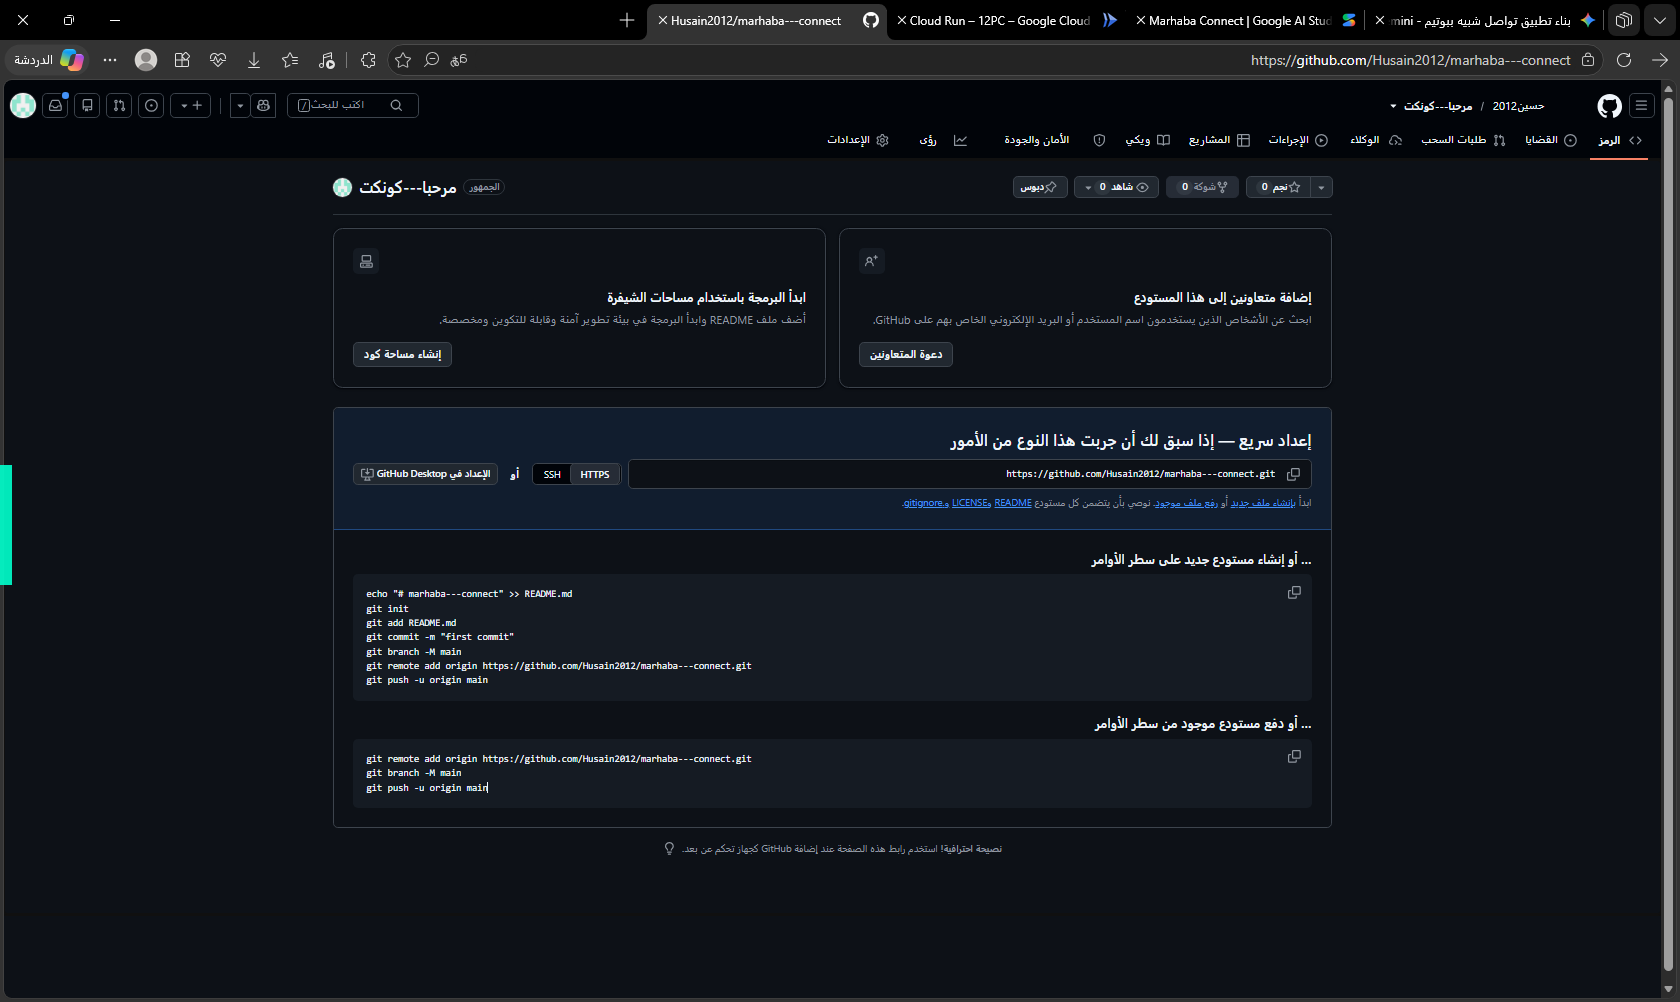 Husain2012/marhaba---connect
Cloud Run – 12PC – Google Cloud
Marhaba Connect | Google AI Stud
بناء تطبيق تواصل شبيه ببوتيم - mini
الدردشة
https://github.com/Husain2012/marhaba---connect
اكتب للبحث
حسين2012 / مرحبا---كونكت
الرمز
القضايا
طلبات السحب
الوكلاء
الإجراءات
المشاريع
ويكي
الأمان والجودة
رؤى
الإعدادات
مرحبا---كونكت
الجمهور
دبوس
شاهد 0
شوكة 0
نجم 0
إضافة متعاونين إلى هذا المستودع
ابحث عن الأشخاص الذين يستخدمون اسم المستخدم أو البريد الإلكتروني الخاص بهم على GitHub.
دعوة المتعاونين
ابدأ البرمجة باستخدام مساحات الشيفرة
أضف ملف README وابدأ البرمجة في بيئة تطوير آمنة وقابلة للتكوين ومخصصة.
إنشاء مساحة كود
إعداد سريع — إذا سبق لك أن جربت هذا النوع من الأمور
الإعداد في GitHub Desktop
أو
SSH
HTTPS
https://github.com/Husain2012/marhaba---connect.git
ابدأ بإنشاء ملف جديد أو رفع ملف موجود. نوصي بأن يتضمن كل مستودع README وLICENSE و.gitignore.
... أو إنشاء مستودع جديد على سطر الأوامر
echo "# marhaba---connect" >> README.md
git init
git add README.md
git commit -m "first commit"
git branch -M main
git remote add origin https://github.com/Husain2012/marhaba---connect.git
git push -u origin main
... أو دفع مستودع موجود من سطر الأوامر
git remote add origin https://github.com/Husain2012/marhaba---connect.git
git branch -M main
git push -u origin main
نصيحة احترافية! استخدم رابط هذه الصفحة عند إضافة GitHub كجهاز تحكم عن بعد.